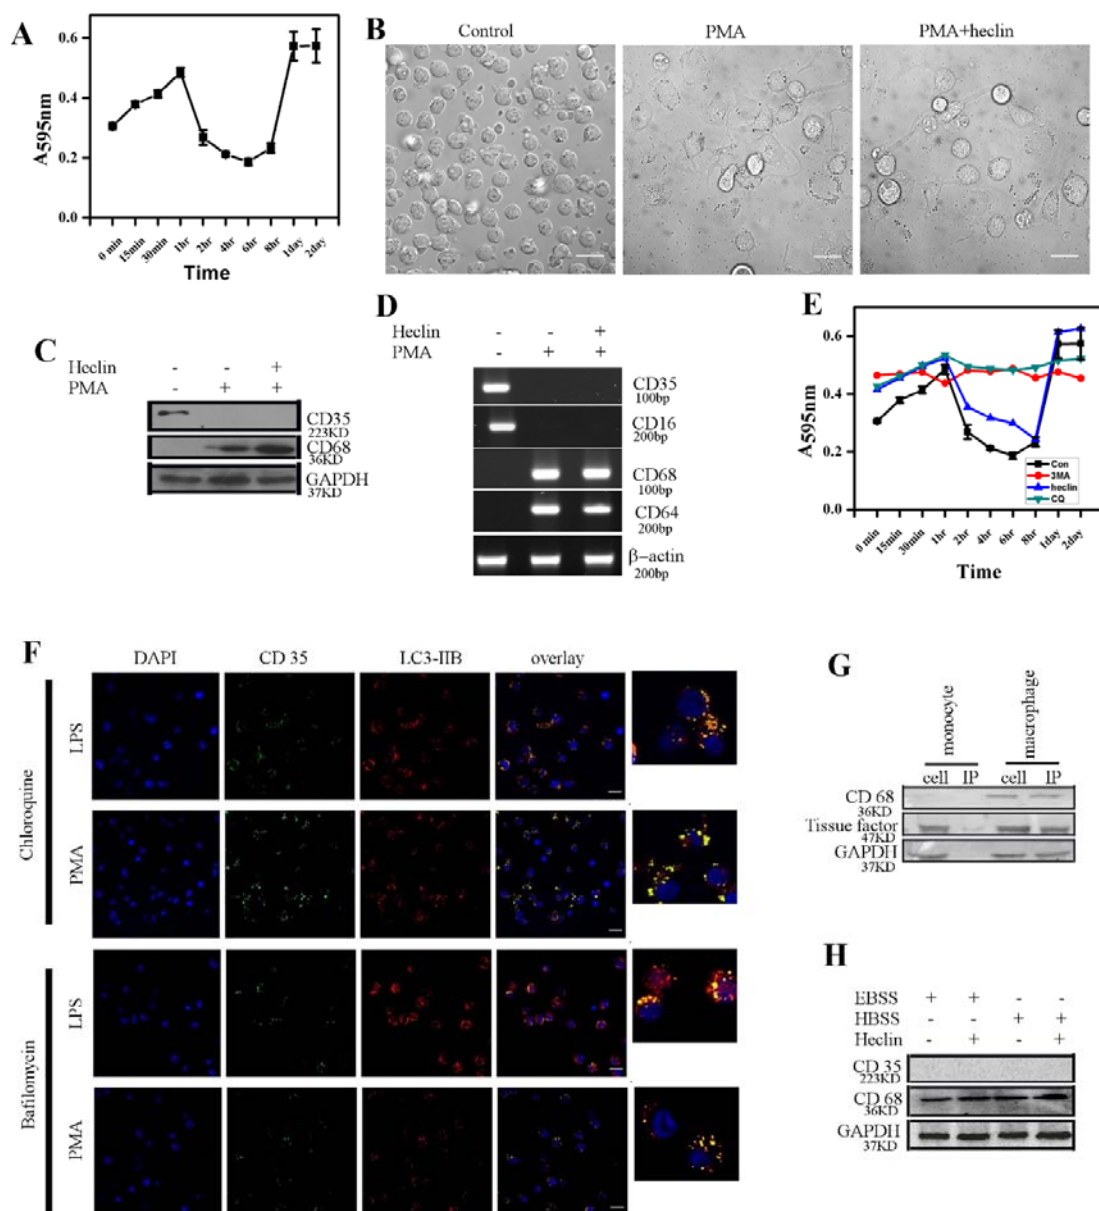 A
A595nm
0.6
0.4
0.2
0.0
0 min
15min
30min
1hr
2hr
4hr
6hr
8hr
1day
2day
Time
B
Control
PMA
PMA+heclin
C
Heclin - - +
PMA - + +
CD35
223KD
CD68
36KD
GAPDH
37KD
D
Heclin - - +
PMA - + +
CD35
100bp
CD16
200bp
CD68
100bp
CD64
200bp
β-actin
200bp
E
A595nm
0.6
0.4
0.2
0.0
Con
3MA
heclin
CQ
0 min
15min
30min
1hr
2hr
4hr
6hr
8hr
1day
2day
Time
F
DAPI CD 35 LC3-IIB overlay
Chloroquine
LPS
PMA
Bafilomycin
LPS
PMA
G
monocyte macrophage
cell IP cell IP
CD 68
36KD
Tissue factor
47KD
GAPDH
37KD
H
EBSS + + - -
HBSS - - + +
Heclin - + - +
CD 35
223KD
CD 68
36KD
GAPDH
37KD